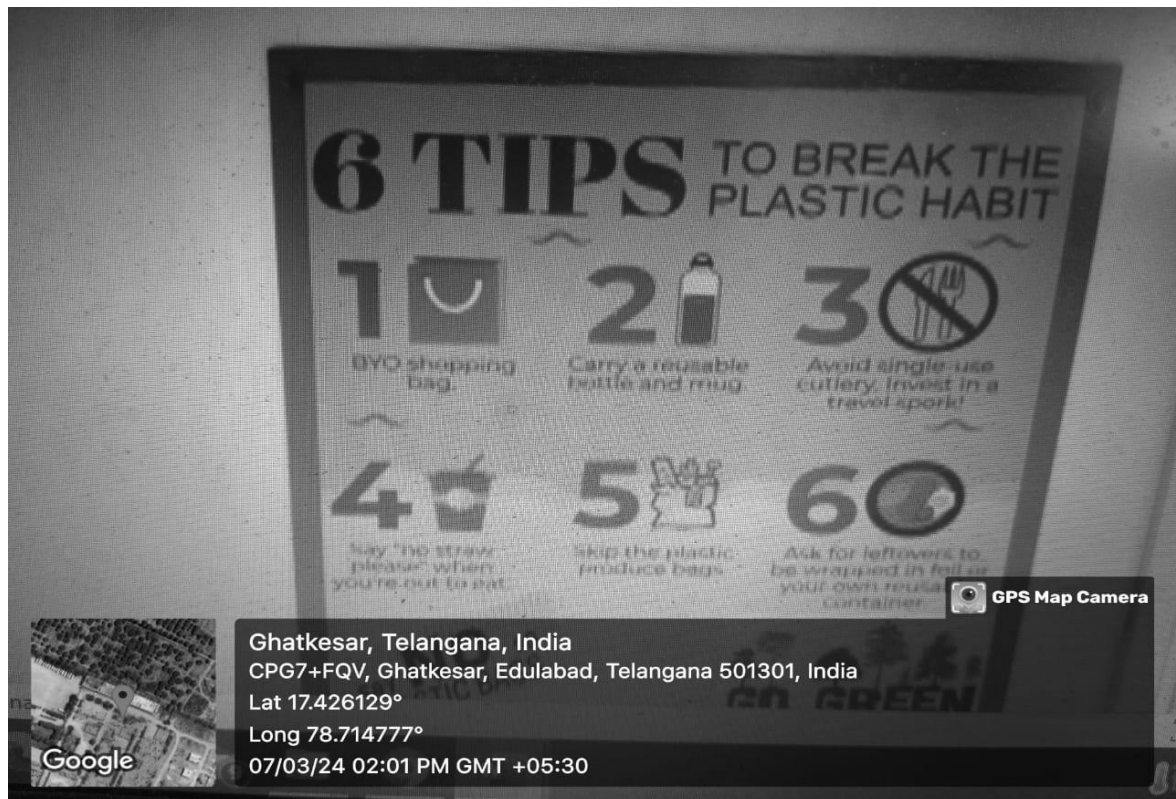 6 TIPS TO BREAK THE
PLASTIC HABIT
1
BYO shopping
bag.
2
Carry a reusable
bottle and mug.
3
Avoid single-use
cutlery. Invest in a
travel spork!
4
Say "no straw
please" when
you're out to eat.
5
Skip the plastic
produce bags
6
Ask for leftovers to
be wrapped in foil or
your own
container
GO GREEN
GPS Map Camera
Ghatkesar, Telangana, India
CPG7+FQV, Ghatkesar, Edulabad, Telangana 501301, India
Lat 17.426129°
Long 78.714777°
07/03/24 02:01 PM GMT +05:30
Google